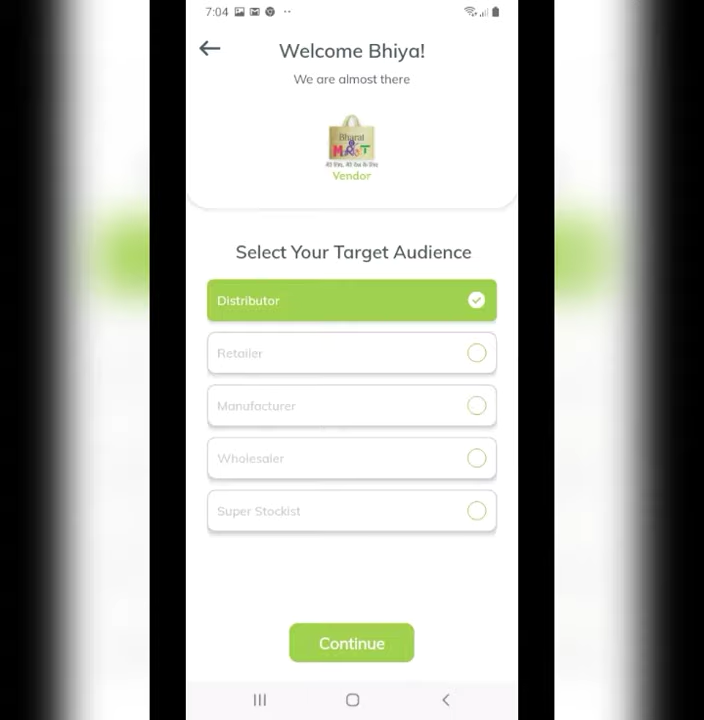 7:04
Welcome Bhiya!
We are almost there
Bharat
MAST
Vendor
Select Your Target Audience
Distributor
Retailer
Manufacturer
Wholesaler
Super Stockist
Continue